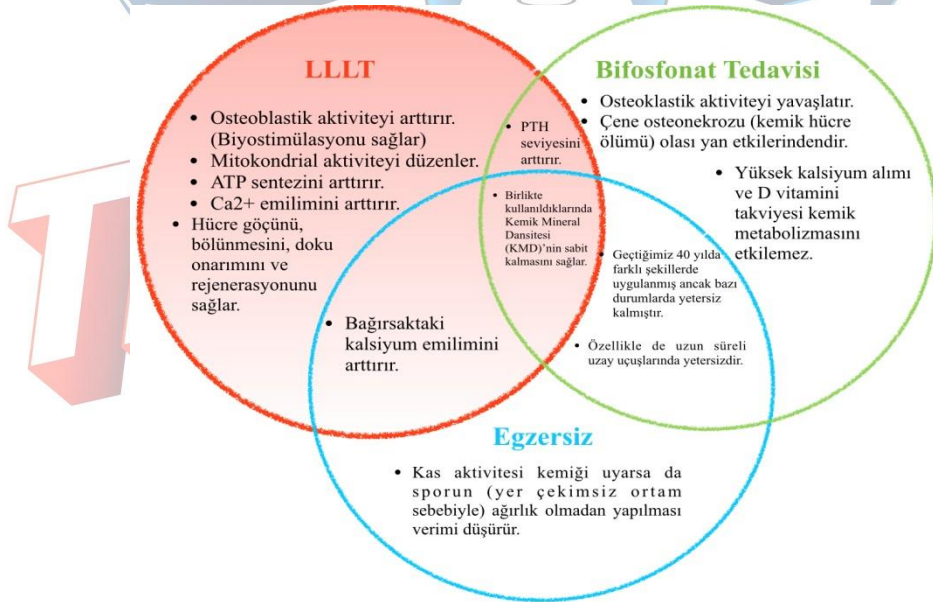 LLLT
• Osteoblastik aktiviteyi arttırır.
(Biyostimülasyonu sağlar)
• Mitokondrial aktiviteyi düzenler.
• ATP sentezini arttırır.
• Ca2+ emilimini arttırır.
• Hücre göçünü,
bölünmesini, doku
onarımını ve
rejenerasyonunu
sağlar.
• PTH
seviyesini
arttırır.
Bifosfonat Tedavisi
• Osteoklastik aktiviteyi yavaşlatır.
• Çene osteonekrozu (kemik hücre
ölümü) olası yan etkilerindendir.
• Yüksek kalsiyum alımı
ve D vitamini
takviyesi kemik
metabolizmasını
etkilemez.
• Birlikte
kullanıldıklarında
Kemik Mineral
Dansitesi
(KMD)'nin sabit
kalmasını sağlar.
• Geçtiğimiz 40 yılda
farklı şekillerde
uygulanmış ancak bazı
durumlarda yetersiz
kalmıştır.
• Özellikle de uzun süreli
uzay uçuşlarında yetersizdir.
• Bağırsaktaki
kalsiyum emilimini
arttırır.
Egzersiz
• Kas aktivitesi kemiği uyarsa da
sporun (yer çekimsiz ortam
sebebiyle) ağırlık olmadan yapılması
verimi düşürür.